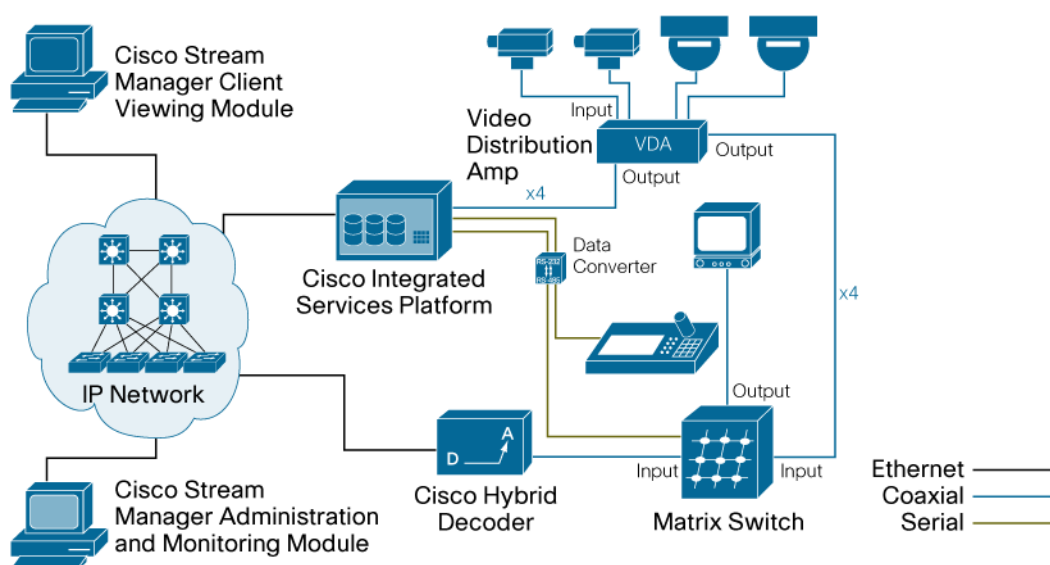 Cisco Stream
Manager Client
Viewing Module
Input
Video
Distribution
Amp
VDA
Output
Output
x4
Data
Converter
RS-232
RS-485
Cisco Integrated
Services Platform
x4
IP Network
Output
A
D
Input
Input
Cisco Hybrid
Decoder
Matrix Switch
Ethernet
Coaxial
Serial
Cisco Stream
Manager Administration
and Monitoring Module